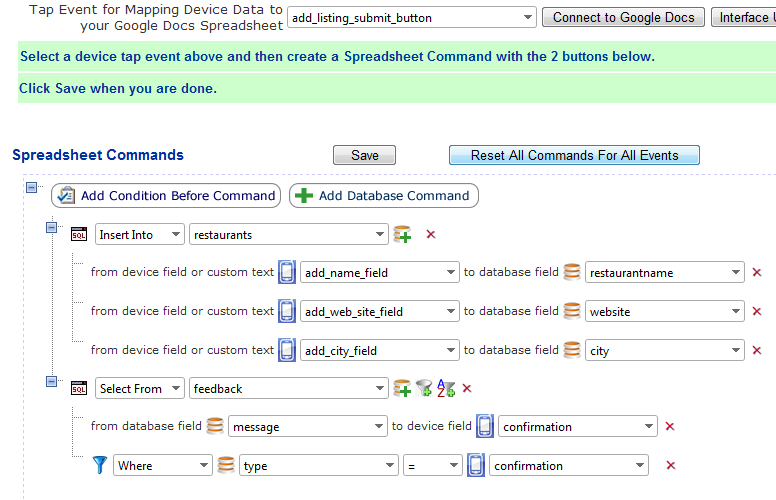 Tap Event for Mapping Device Data to your Google Docs Spreadsheet add_listing_submit_button Connect to Google Docs Interface
Select a device tap event above and then create a Spreadsheet Command with the 2 buttons below.
Click Save when you are done.
Spreadsheet Commands Save Reset All Commands For All Events
Add Condition Before Command Add Database Command
SQL Insert Into restaurants
from device field or custom text add_name_field to database field restaurantname
from device field or custom text add_web_site_field to database field website
from device field or custom text add_city_field to database field city
SQL Select From feedback
from database field message to device field confirmation
Where type = confirmation